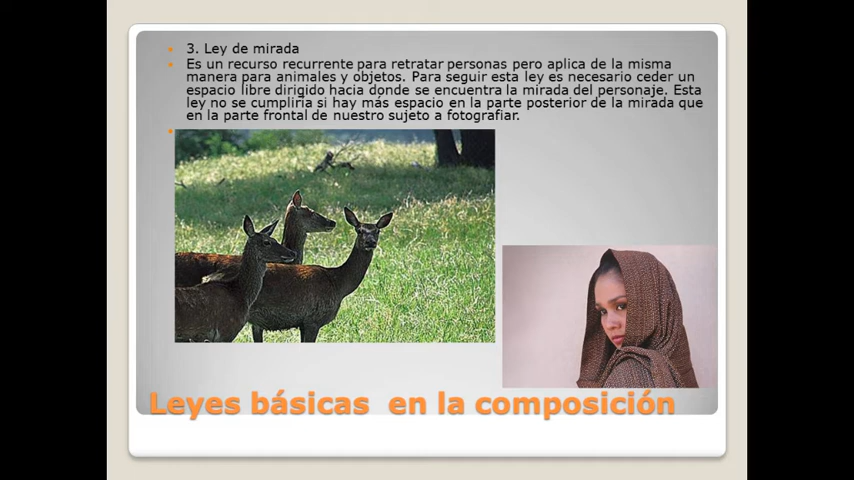 3. Ley de mirada
Es un recurso recurrente para retratar personas pero aplica de la misma
manera para animales y objetos. Para seguir esta ley es necesario ceder un
espacio libre dirigido hacia donde se encuentra la mirada del personaje. Esta
ley no se cumpliría si hay más espacio en la parte posterior de la mirada que
en la parte frontal de nuestro sujeto a fotografiar.
Leyes básicas en la composición